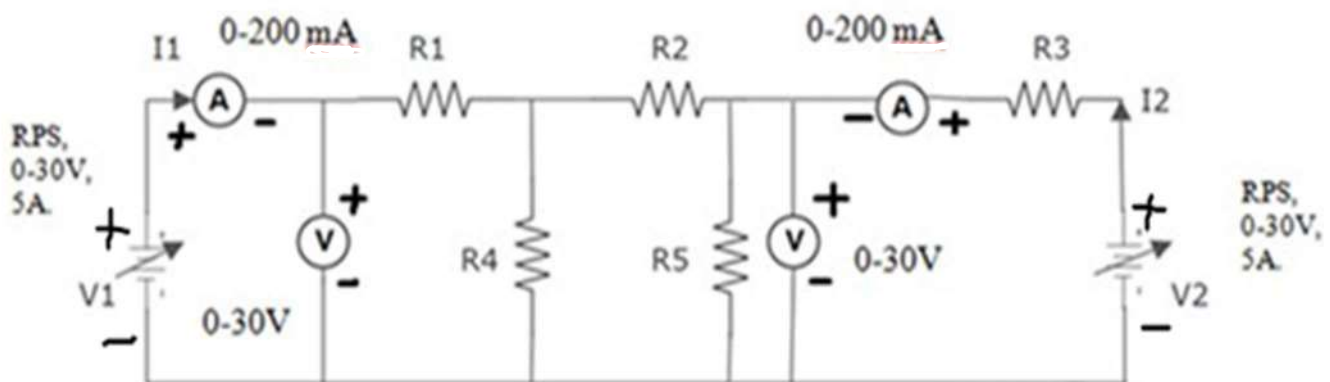 0-200 mA
0-200 mA
I1
R1
R2
R3
A
A
I2
+
-
-
+
RPS,
0-30V,
5A.
+
+
+
+
RPS,
0-30V,
5A.
V
R4
R5
V
0-30V
V1
-
-
V2
0-30V
-
-